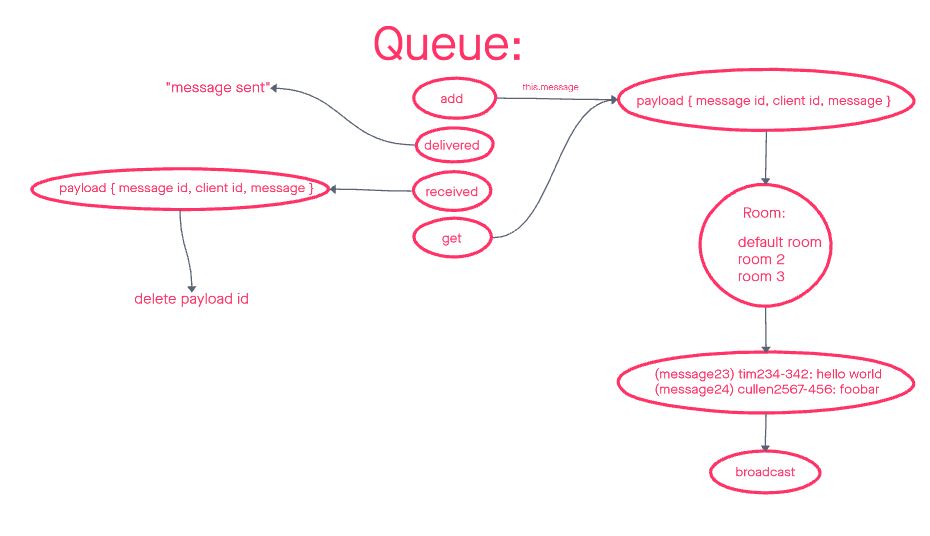 Queue:
"message sent"
add
this.message
payload { message id, client id, message }
delivered
payload { message id, client id, message }
received
get
Room:
default room
room 2
room 3
delete payload id
(message23) tim234-342: hello world
(message24) cullen2567-456: foobar
broadcast